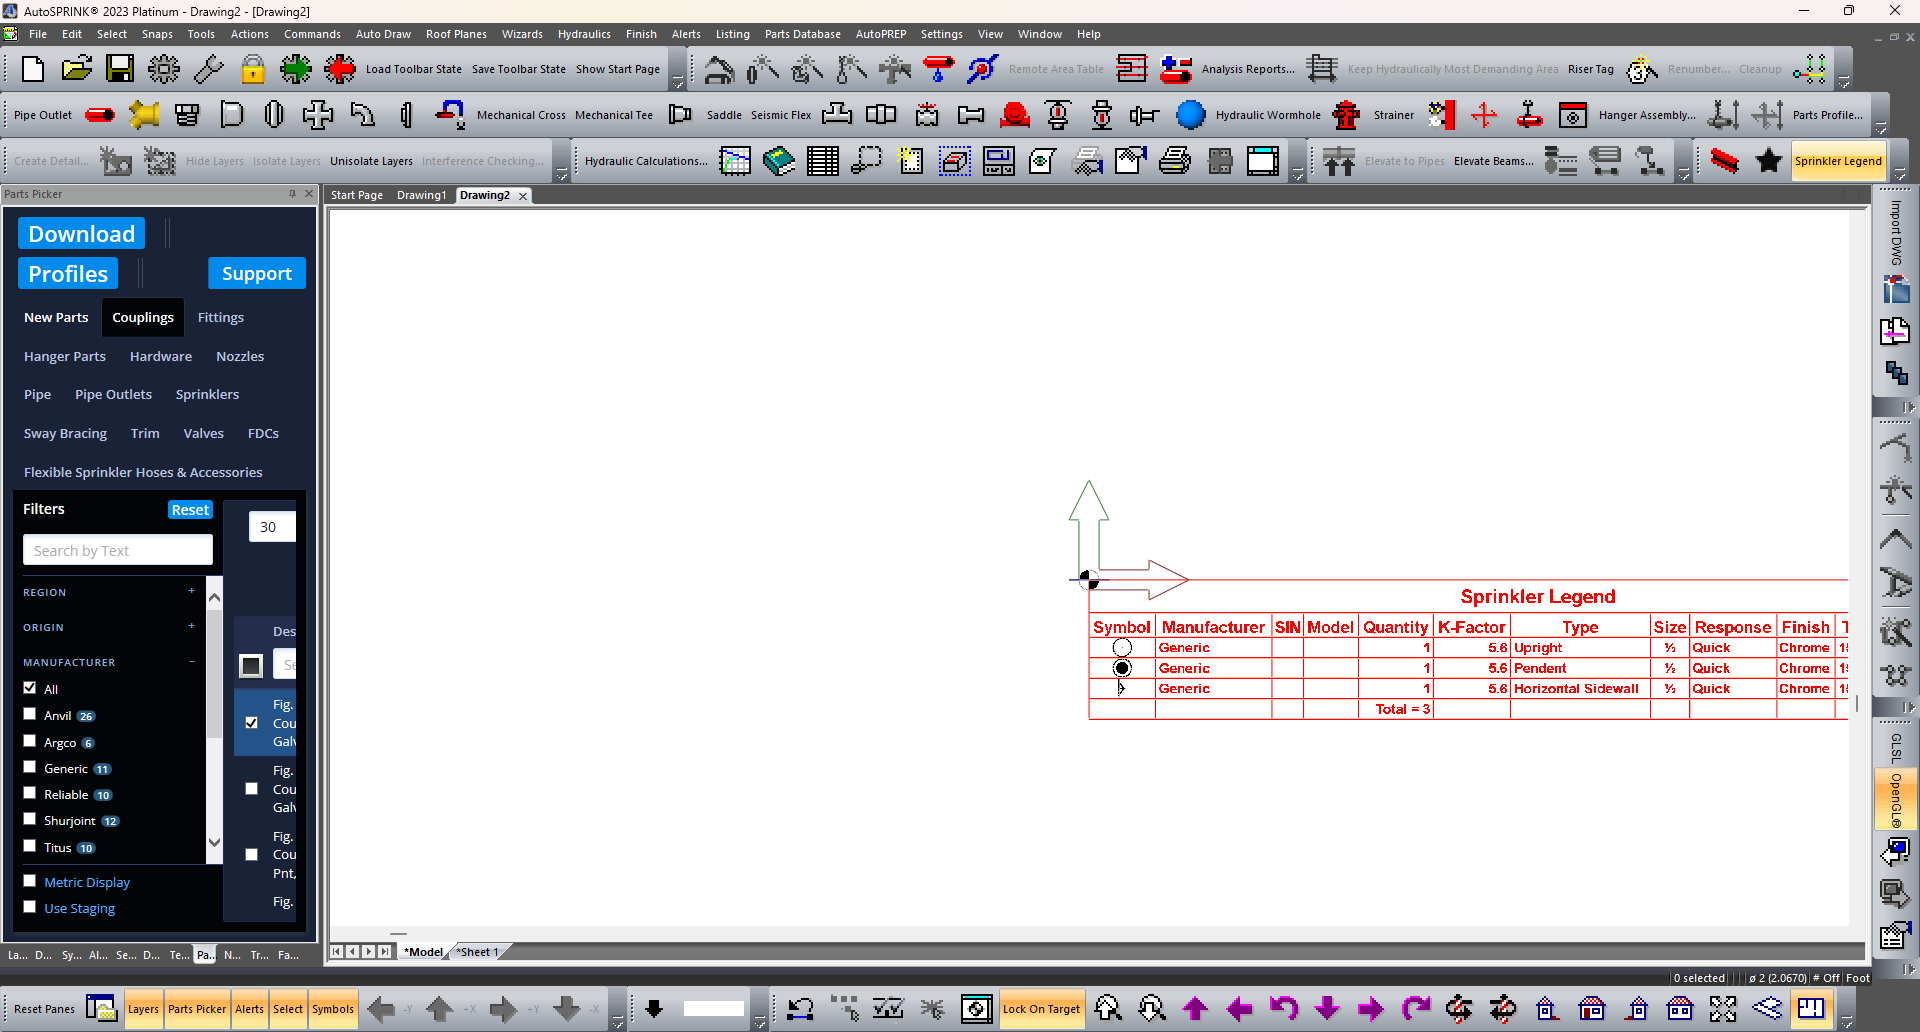 AutoSPRINK® 2023 Platinum - Drawing2 - [Drawing2]
File Edit Select Snaps Tools Actions Commands Auto Draw Roof Planes Wizards Hydraulics Finish Alerts Listing Parts Database AutoPREP Settings View Window Help
Load Toolbar State Save Toolbar State Show Start Page Remote Area Table Analysis Reports... Keep Hydraulically Most Demanding Area Riser Tag Renumber... Cleanup
Pipe Outlet Mechanical Cross Mechanical Tee Saddle Seismic Flex Hydraulic Wormhole Strainer Hanger Assembly... Parts Profile...
Create Detail... Hide Layers Isolate Layers Unisolate Layers Interference Checking... Hydraulic Calculations... Elevate to Pipes Elevate Beams... Sprinkler Legend
Parts Picker
Start Page Drawing1 Drawing2
Download
Profiles Support
New Parts Couplings Fittings
Hanger Parts Hardware Nozzles
Pipe Pipe Outlets Sprinklers
Sway Bracing Trim Valves FDCs
Flexible Sprinkler Hoses & Accessories
Filters Reset
30
Search by Text
REGION +
ORIGIN +
MANUFACTURER −
All
Anvil 26
Argco 6
Generic 11
Reliable 10
Shurjoint 12
Titus 10
Metric Display
Use Staging
Des
Se
Fig.
Cou
Galv
Fig.
Cou
Galv
Fig.
Cou
Pnt,
Fig.
Sprinkler Legend
Symbol Manufacturer SIN Model Quantity K-Factor Type Size Response Finish T
Generic 1 5.6 Upright ½ Quick Chrome 1
Generic 1 5.6 Pendent ½ Quick Chrome 1
Generic 1 5.6 Horizontal Sidewall ½ Quick Chrome 1
Total = 3
Import DWG
GLSL
OpenGL®
La... D... Sy... Al... Se... D... Te... Pa... N... Tr... Fa...
*Model *Sheet 1
0 selected ø 2 (2.0670) # Off Foot
Reset Panes Layers Parts Picker Alerts Select Symbols -Y +X +Y -X Lock On Target